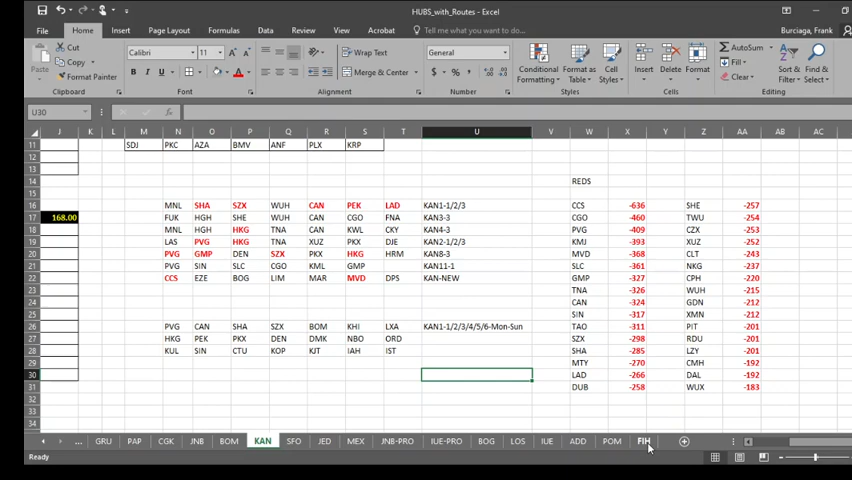 HUBS_with_Routes - Excel
Burciaga, Frank
File Home Insert Page Layout Formulas Data Review View Acrobat Tell me what you want to do...
Cut
Copy
Format Painter
Paste
Clipboard
Calibri 11
B I U
Font
Wrap Text
Merge & Center
Alignment
General
$ % ,
Number
Conditional Formatting
Format as Table
Cell Styles
Styles
Insert Delete Format
Cells
AutoSum
Fill
Clear
Sort & Filter
Find & Select
Editing
U30
J K L M N O P Q R S T U V W X Y Z AA AB AC
11 SDJ PKC AZA BMV ANF PLX KRP
12
13
14 REDS
15
16 MNL SHA SZX WUH CAN PEK LAD KAN1-1/2/3 CCS -636 SHE -257
17 168.00 FUK HGH SHE WUH CAN CGO FNA KAN3-3 CGO -460 TWU -254
18 MNL HGH HKG TNA CAN KWL CKY KAN4-3 PVG -409 CZX -253
19 LAS PVG HKG TNA XUZ PKX DJE KAN2-1/2/3 KMJ -393 XUZ -252
20 PVG GMP DEN SZX PKX HKG HRM KAN8-3 MVD -368 CLT -243
21 PVG SIN SLC CGO KML GMP KAN11-1 KIX -361 NKG -237
22 CCS EZE BOG LIM MAR MVD DPS KAN-NEW GMP -327 CPH -220
23 TNA -326 WUH -215
24 CAN -324 GDN -212
25 SIN -317 XMN -212
26 PVG CAN SHA SZX BOM KHI LXA KAN1-1/2/3/4/5/6-Mon-Sun TAO -311 PIT -201
27 HKG PEK PKX DEN DMK NBO ORD SZX -298 RDU -201
28 KUL SIN CTU KOP KJT IAH IST SHA -285 LZY -201
29 MTY -270 CMH -192
30 LAD -266 DAL -192
31 DUB -258 WUX -183
32
33
34
... GRU PAP CGK JNB BOM KAN SFO JED MEX JNB-PRO IUE-PRO BOG LOS IUE ADD POM FIH
Ready